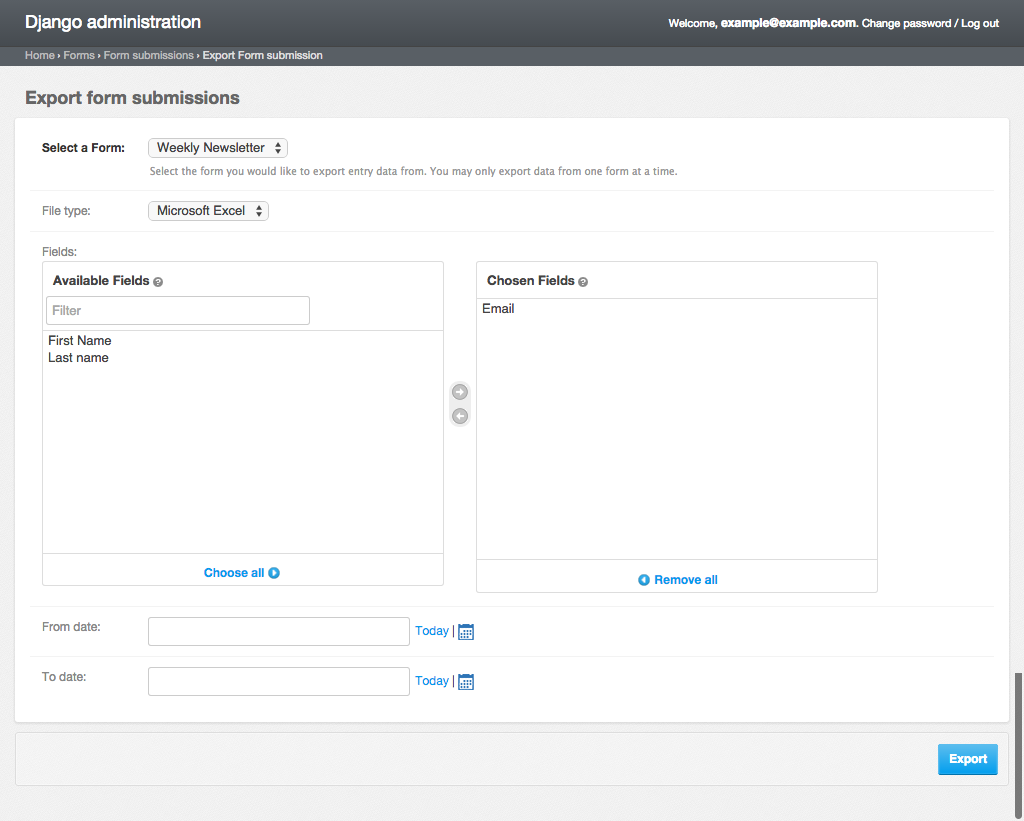 Django administration
Welcome, example@example.com. Change password / Log out
Home › Forms › Form submissions › Export Form submission
Export form submissions
Select a Form: Weekly Newsletter
Select the form you would like to export entry data from. You may only export data from one form at a time.
File type: Microsoft Excel
Fields:
Available Fields ?
Filter
First Name
Last name
Choose all
Chosen Fields ?
Email
Remove all
From date: Today |
To date: Today |
Export